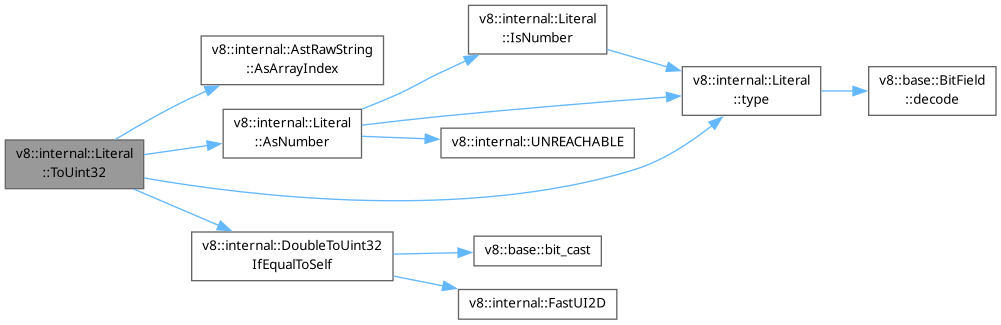 v8::internal::Literal
::IsNumber
v8::internal::AstRawString
::AsArrayIndex
v8::internal::Literal
::type
v8::base::BitField
::decode
v8::internal::Literal
::AsNumber
v8::internal::UNREACHABLE
v8::internal::Literal
::ToUint32
v8::internal::DoubleToUint32
IfEqualToSelf
v8::base::bit_cast
v8::internal::FastUI2D